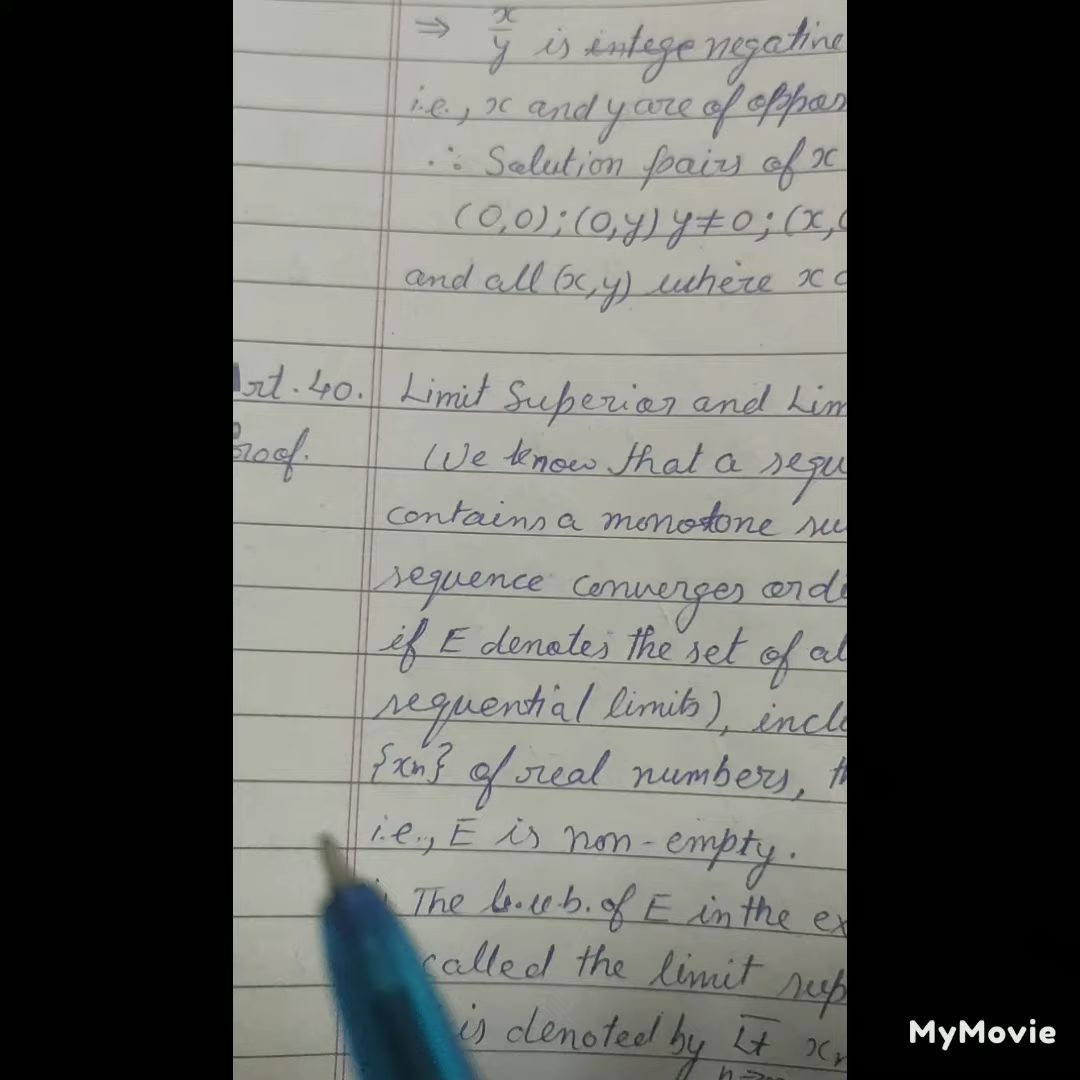 ⇒ x/y is intege negative
i.e., x and y are of oppos
∴ Solution pairs of x
(0,0); (0,y) y≠0; (x,
and all (x,y) where x
Art. 40. Limit Superior and Lim
Proof. We know that a sequ
contains a monotone su
sequence converges or d
if E denotes the set of al
sequential limits), incl
{xn} of real numbers, th
i.e., E is non-empty.
The l.u.b. of E in the ex
called the limit sup
is denoted by L̅t̅ xn
n→∞
MyMovie